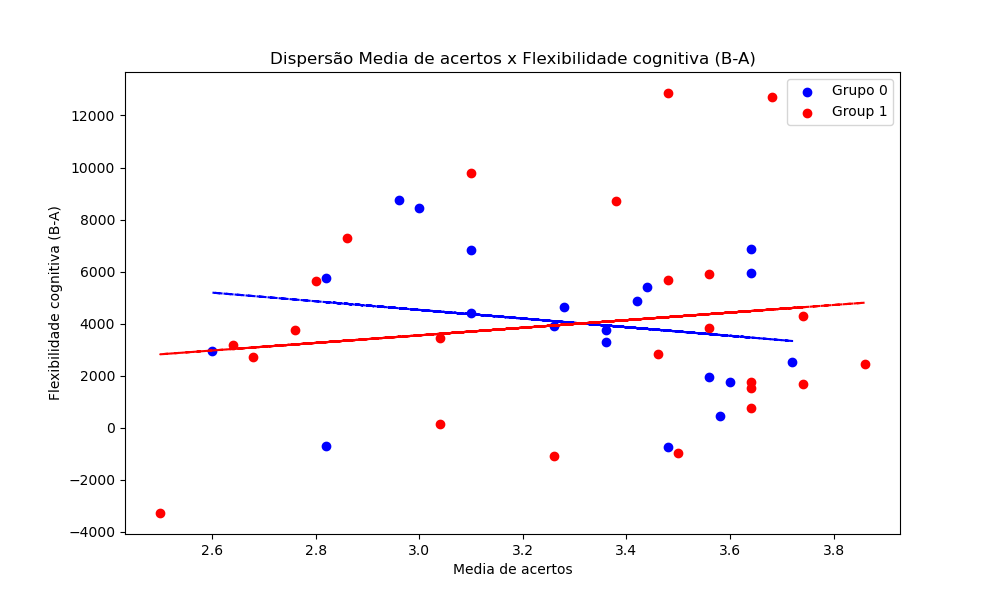 Dispersão Media de acertos x Flexibilidade cognitiva (B-A)
Grupo 0
Group 1
12000
10000
8000
6000
4000
2000
0
−2000
−4000
Flexibilidade cognitiva (B-A)
2.6 2.8 3.0 3.2 3.4 3.6 3.8
Media de acertos